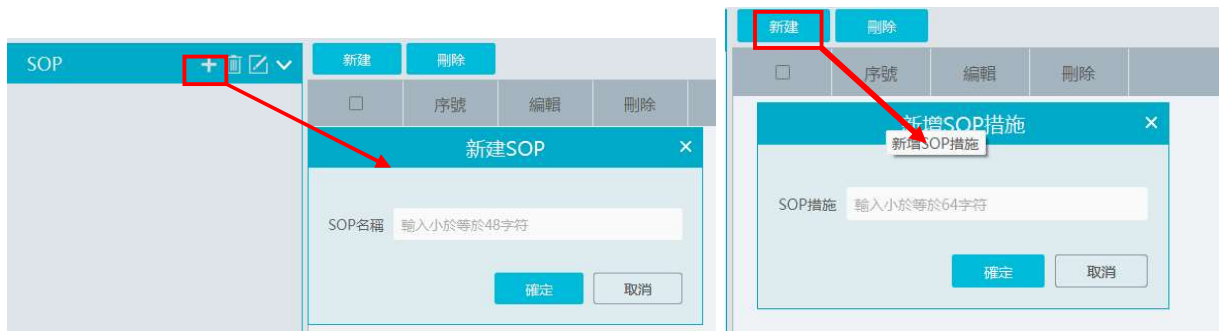 SOP
新建 刪除
序號 編輯 刪除
新建SOP
SOP名稱 輸入小於等於48字符
確定 取消
新建 刪除
序號 編輯 刪除
新增SOP措施
新增SOP措施
SOP措施 輸入小於等於64字符
確定 取消